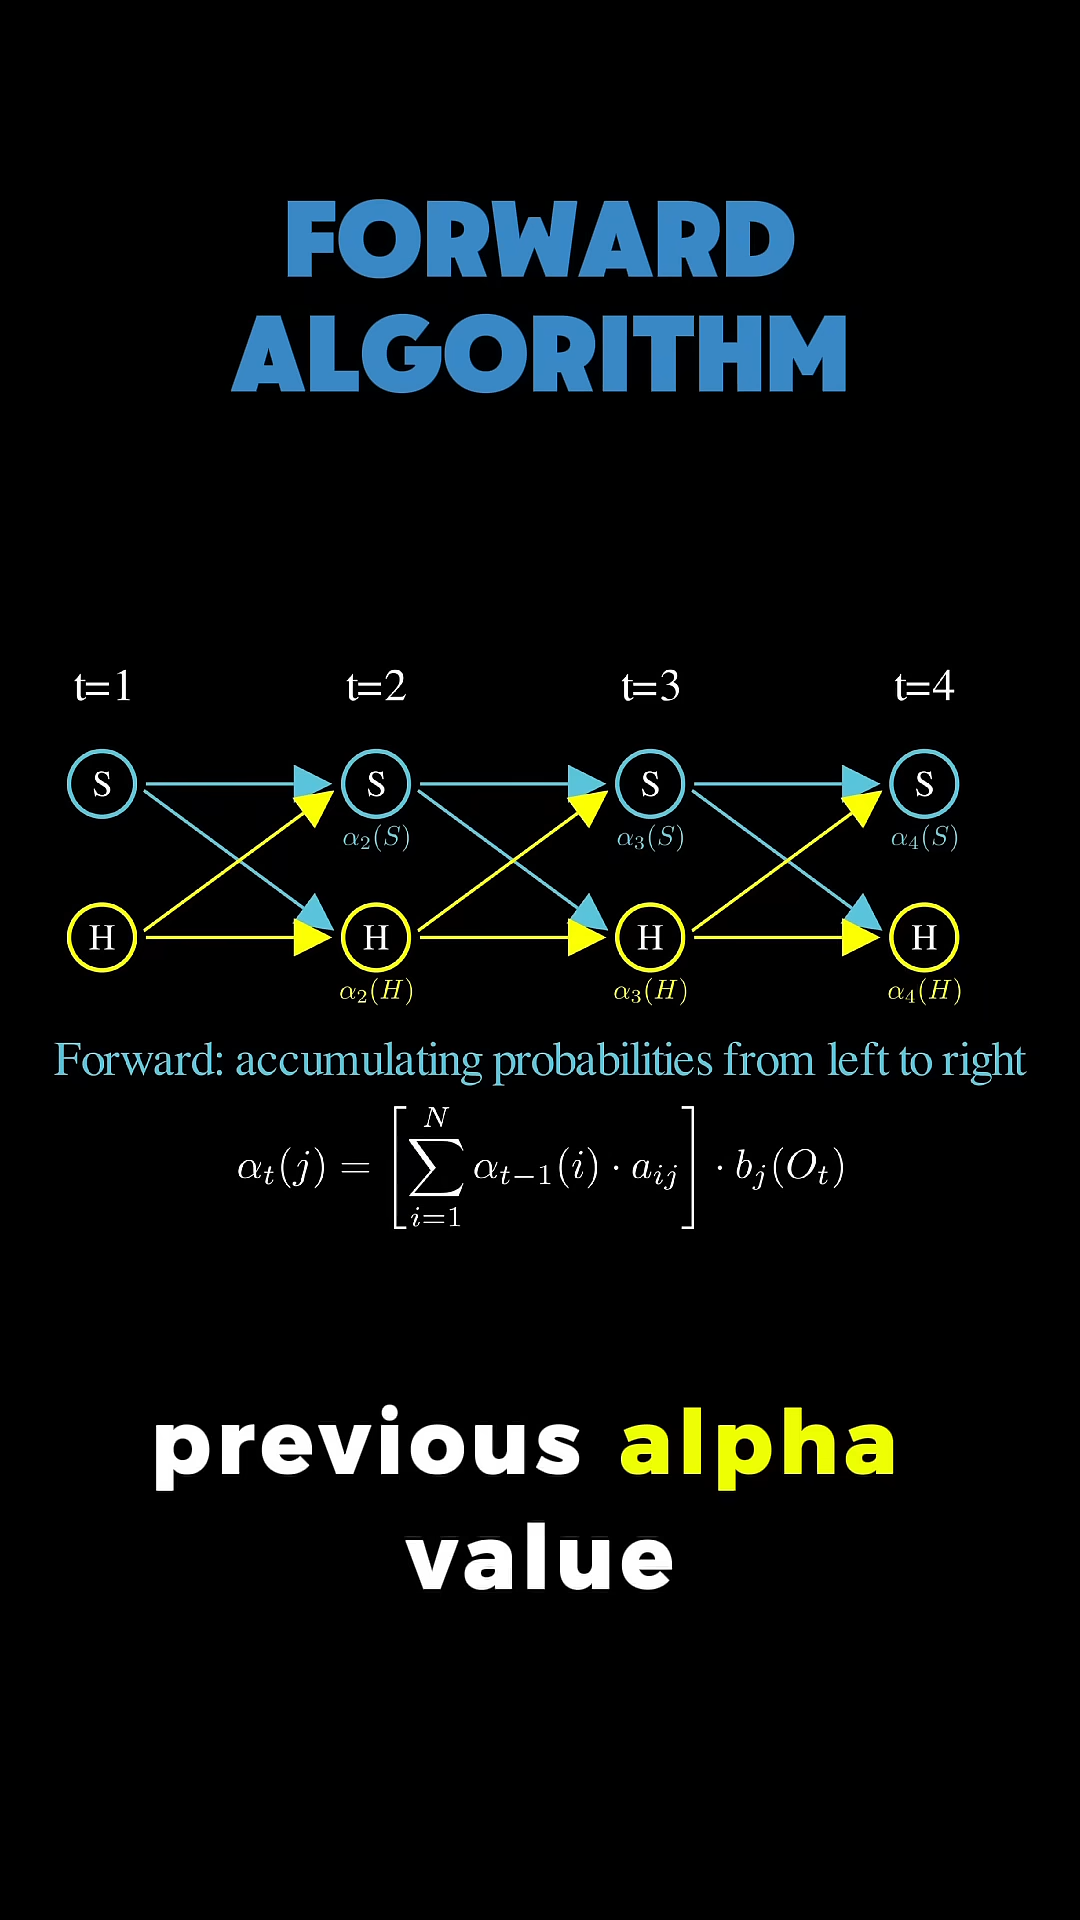 FORWARD
ALGORITHM
t=1 t=2 t=3 t=4
S S S S
α₂(S) α₃(S) α₄(S)
H H H H
α₂(H) α₃(H) α₄(H)
Forward: accumulating probabilities from left to right
αₜ(j) = [∑ᵢ₌₁ᴺ αₜ₋₁(i) · aᵢⱼ] · bⱼ(Oₜ)
previous alpha
value